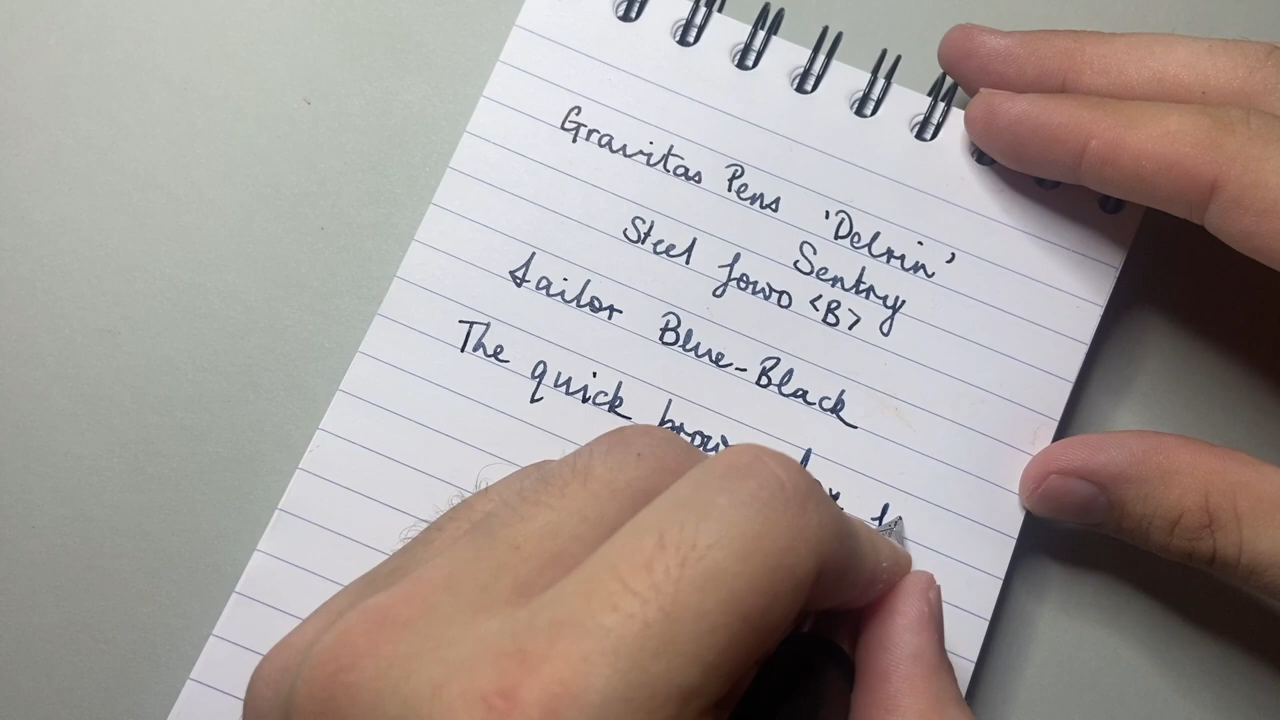 Gravitas Pens 'Delrin'
Sentry
Steel Jowo <B>
Sailor Blue-Black
The quick